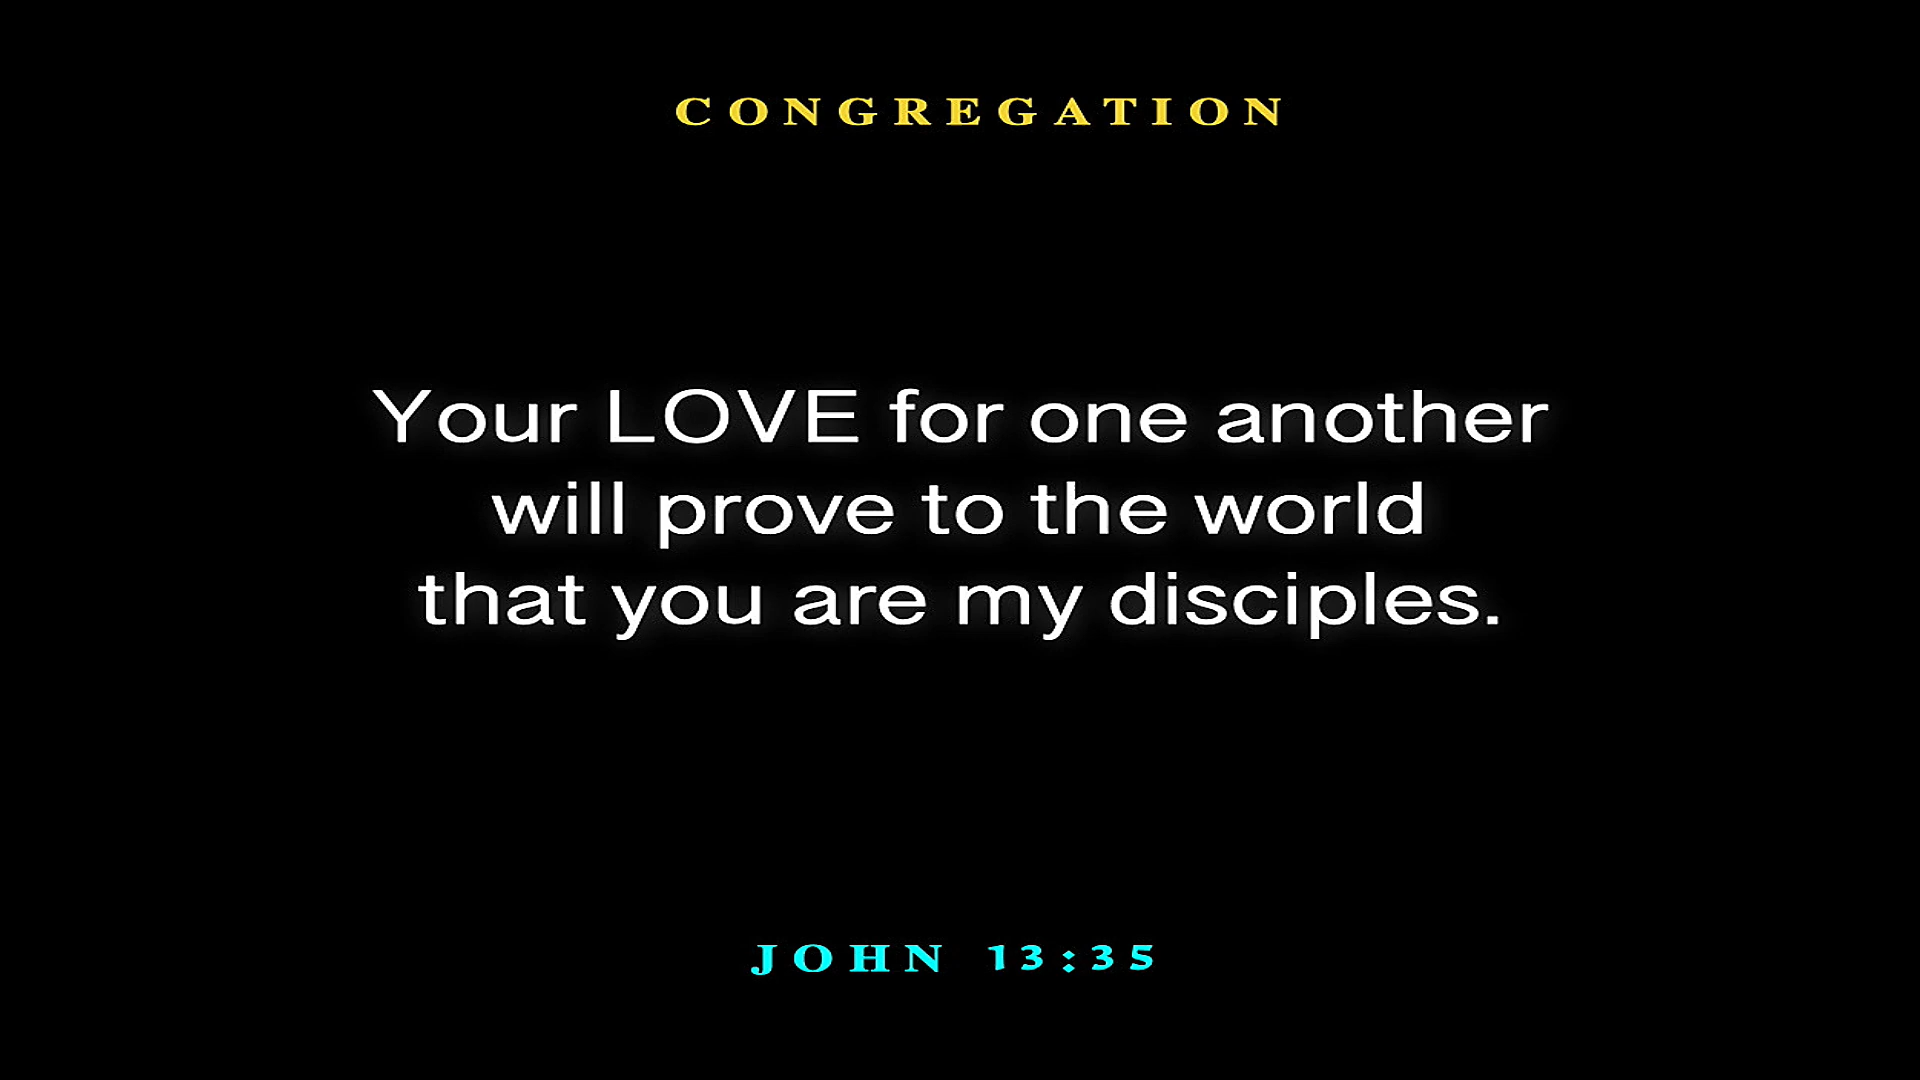 CONGREGATION
Your LOVE for one another
will prove to the world
that you are my disciples.
JOHN 13:35